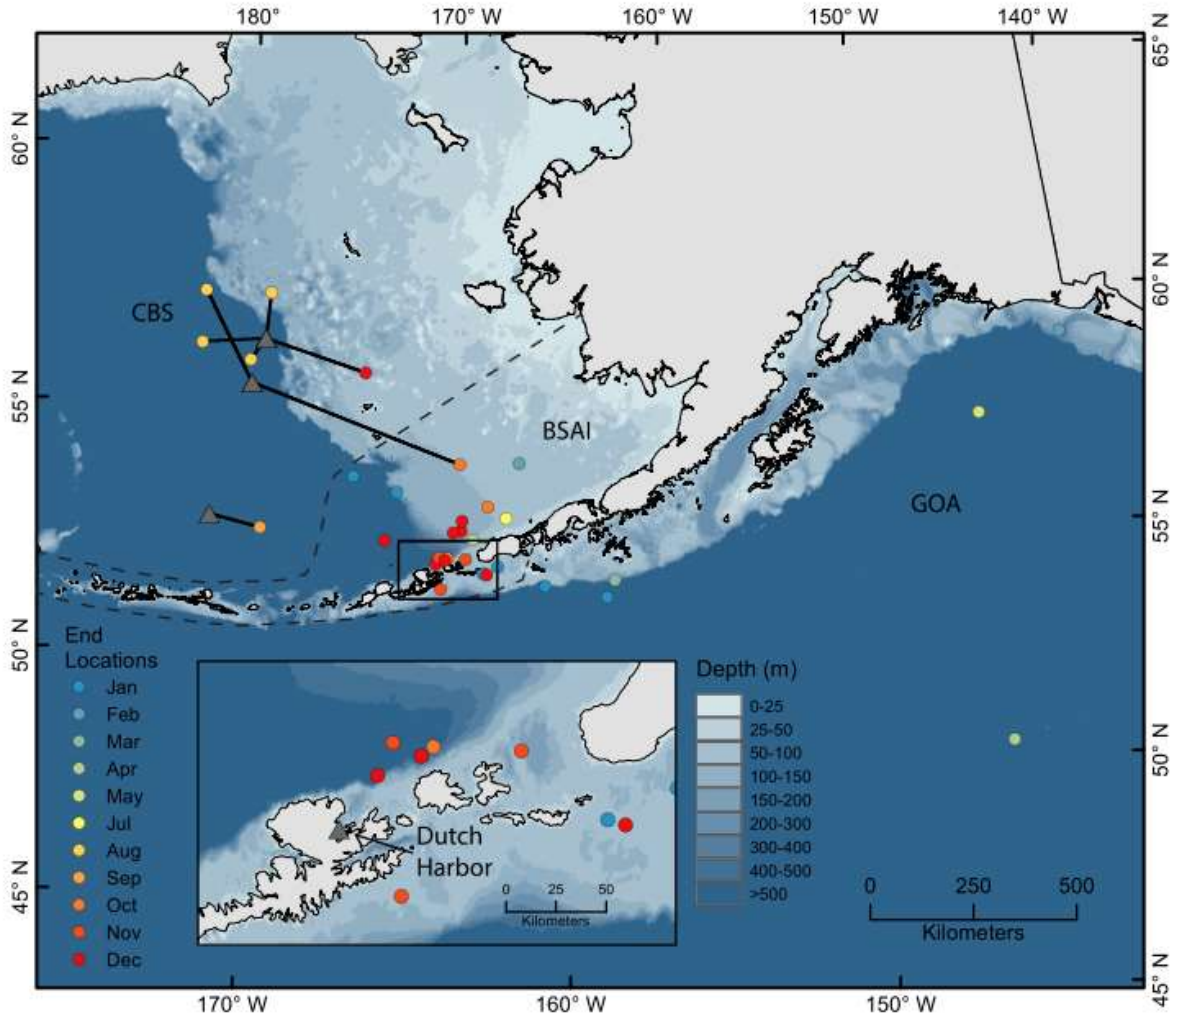 180°
170° W
160° W
150° W
140° W
65° N
60° N
60° N
CBS
55° N
BSAI
GOA
55° N
50° N
End
Locations
Jan
Feb
Mar
Apr
May
Jul
Aug
Sep
Oct
Nov
Dec
Dutch
Harbor
0 25 50
Kilometers
Depth (m)
0-25
25-50
50-100
100-150
150-200
200-300
300-400
400-500
>500
50° N
45° N
0 250 500
Kilometers
45° N
170° W
160° W
150° W